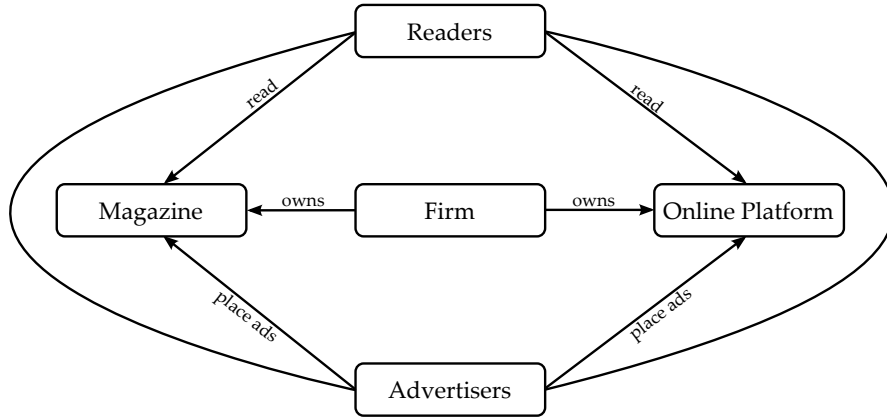 Readers
read
read
Magazine
owns
Firm
owns
Online Platform
place ads
place ads
Advertisers